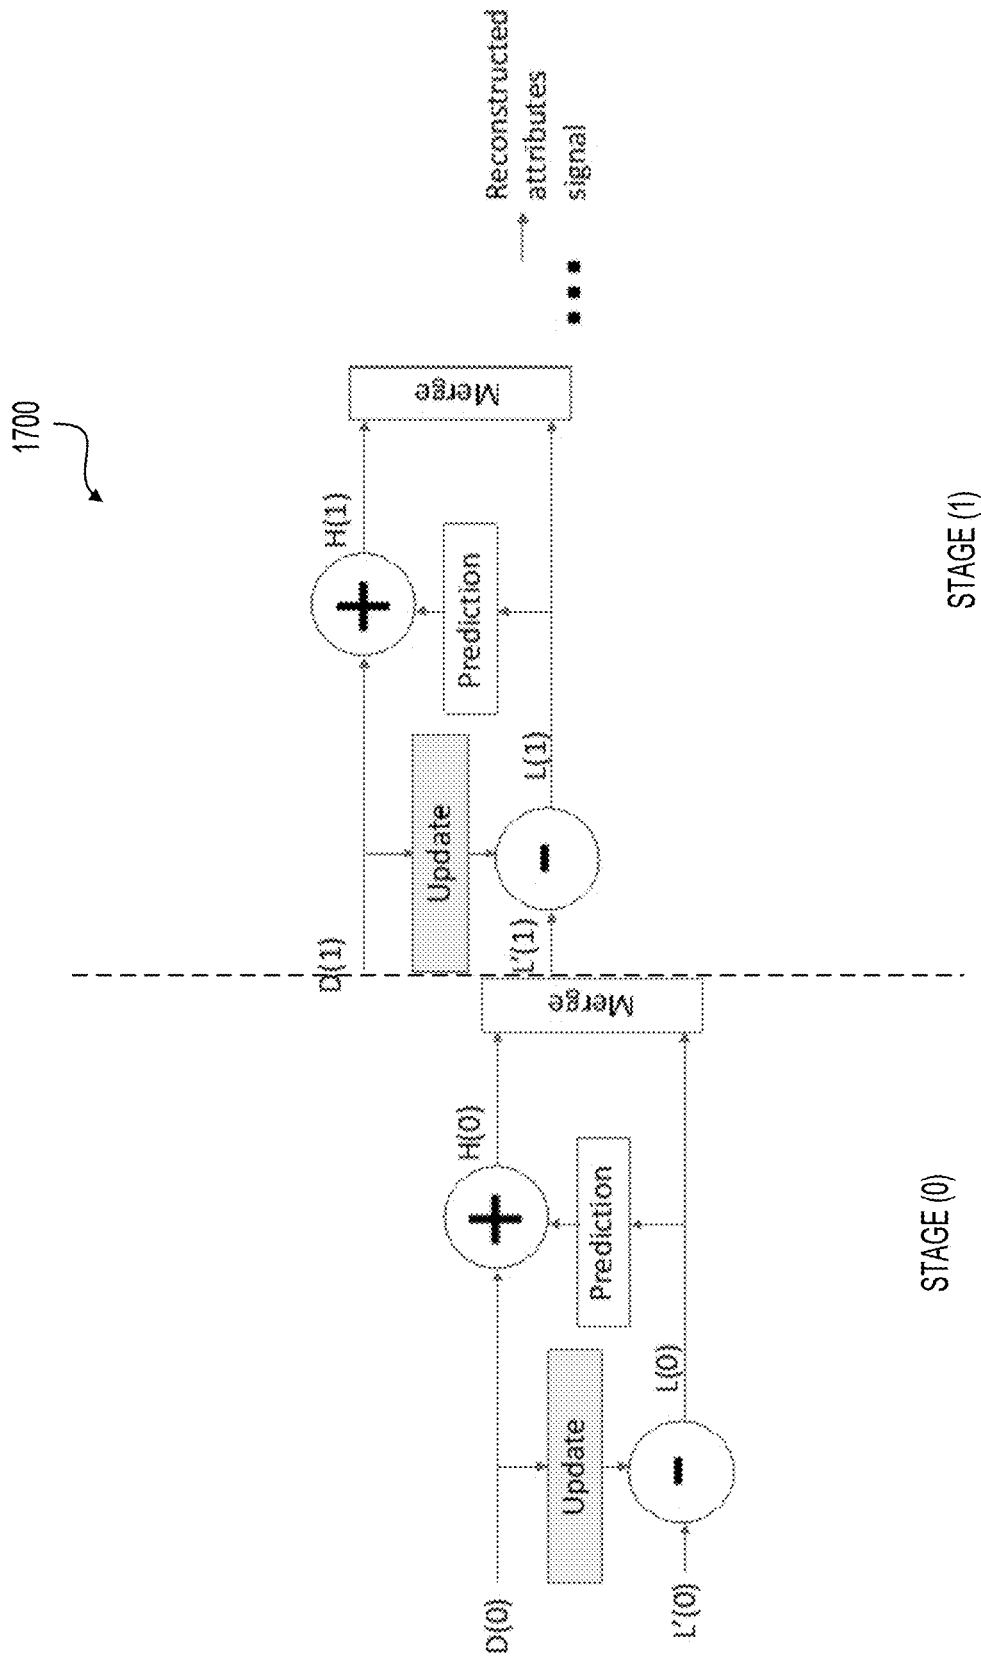 1700
D(0)
L'(0)
Update
L(0)
Prediction
H(0)
Merge
STAGE (0)
D(1)
L'(1)
Update
L(1)
Prediction
H(1)
Merge
STAGE (1)
Reconstructed
attributes
signal